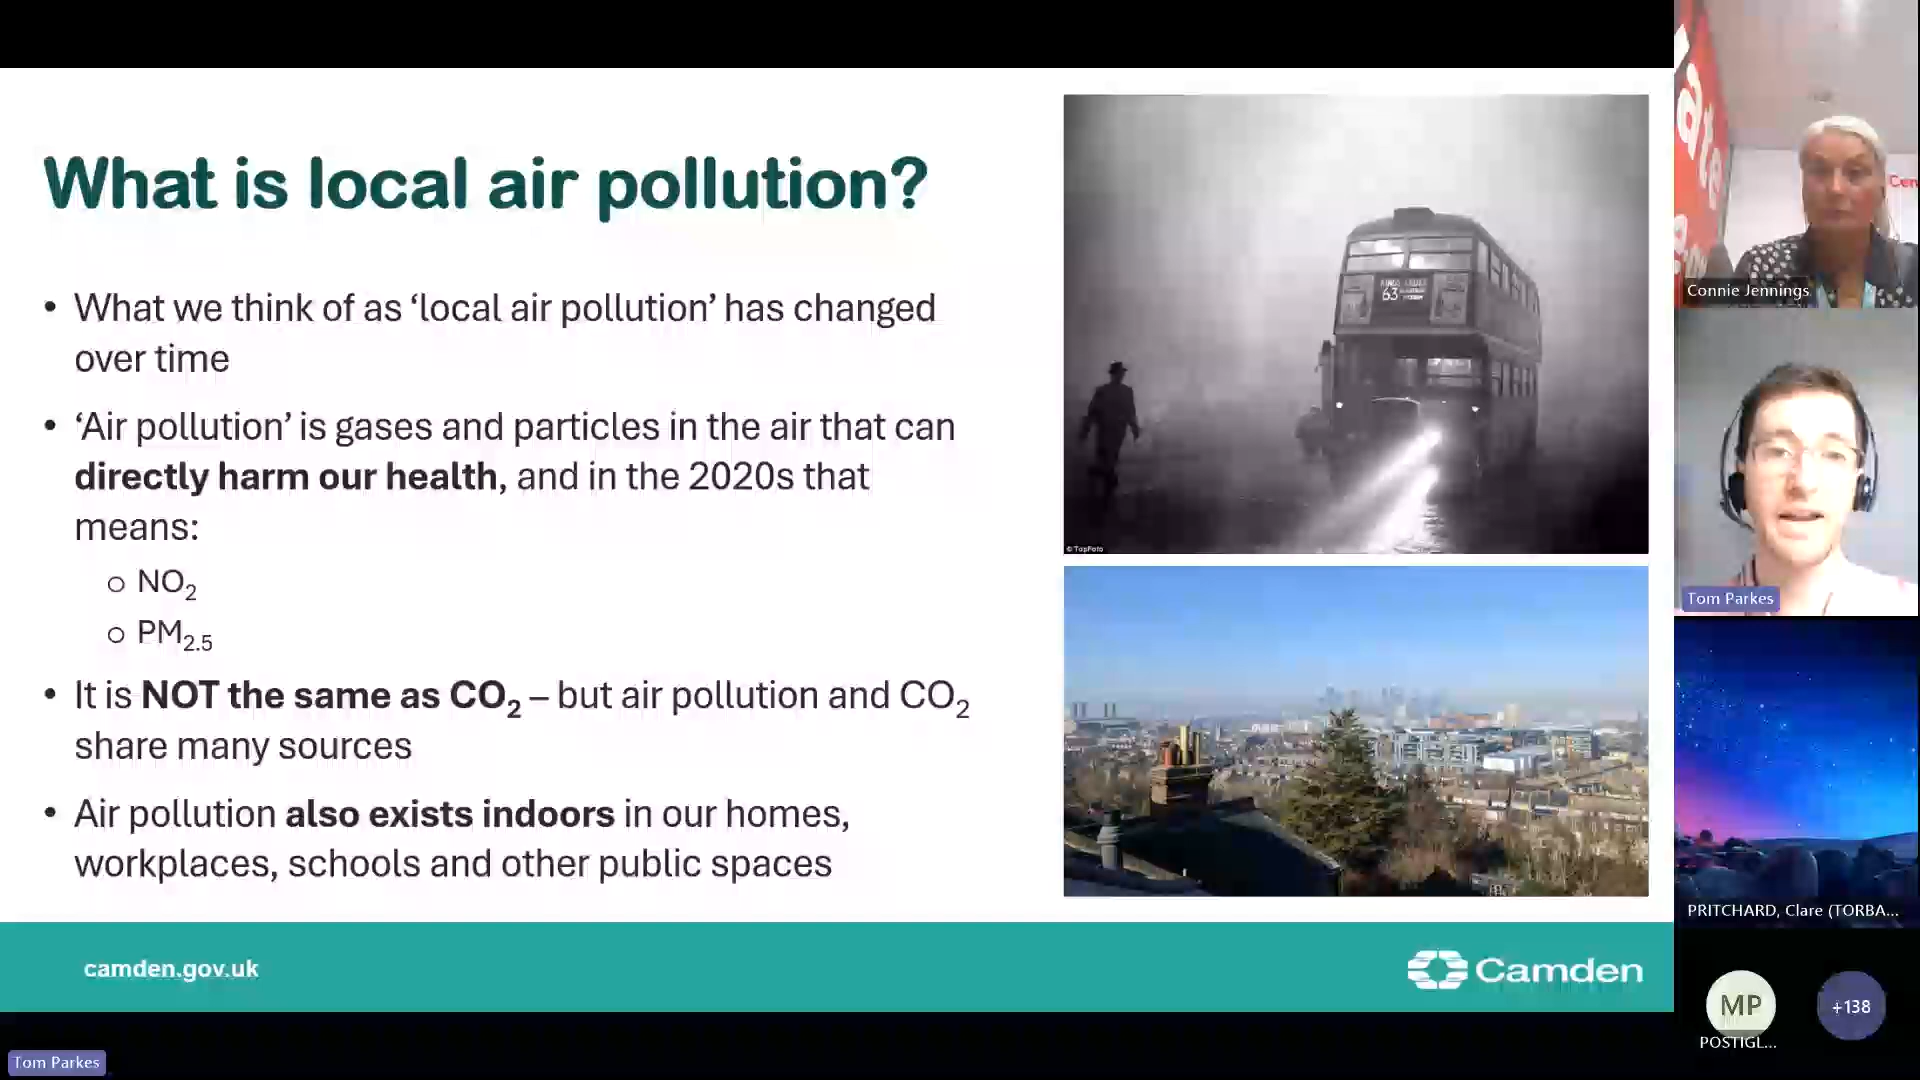 What is local air pollution?
• What we think of as ‘local air pollution’ has changed
over time
• ‘Air pollution’ is gases and particles in the air that can
directly harm our health, and in the 2020s that
means:
○ NO₂
○ PM₂.₅
• It is NOT the same as CO₂ – but air pollution and CO₂
share many sources
• Air pollution also exists indoors in our homes,
workplaces, schools and other public spaces
63
© TopFoto
camden.gov.uk
Camden
Tom Parkes
Cen
Connie Jennings
Tom Parkes
PRITCHARD, Clare (TORBA...
MP
+138
POSTIGL...